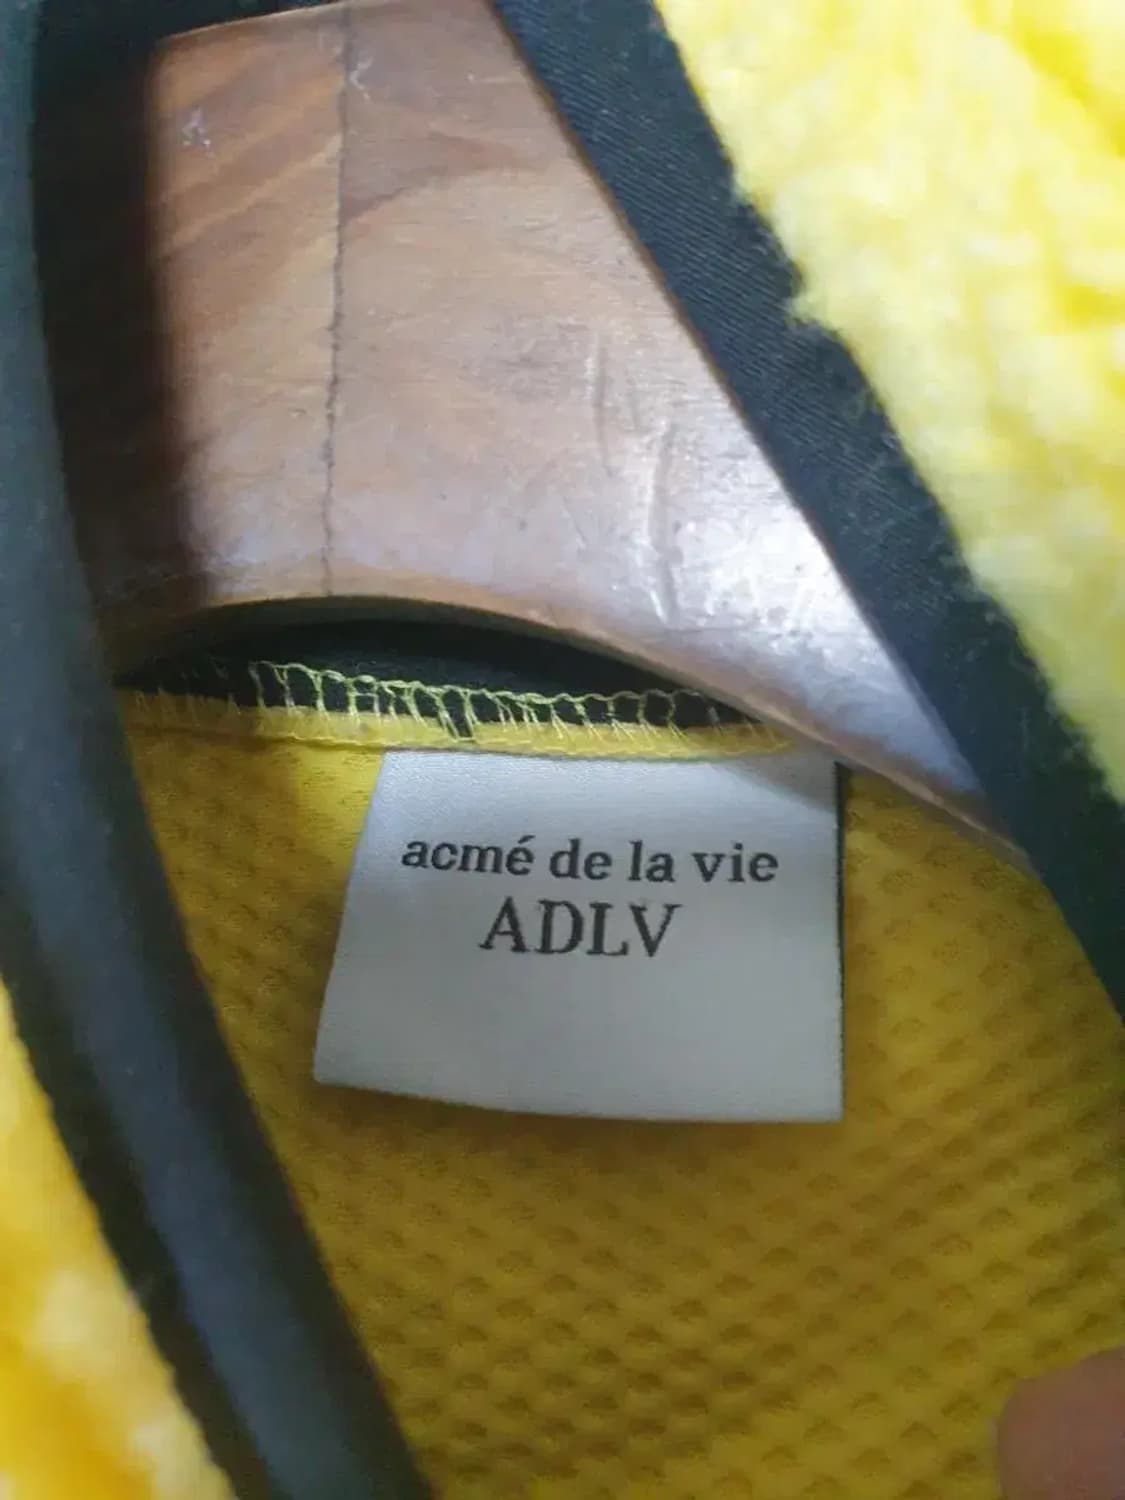 acmé de la vie
ADLV